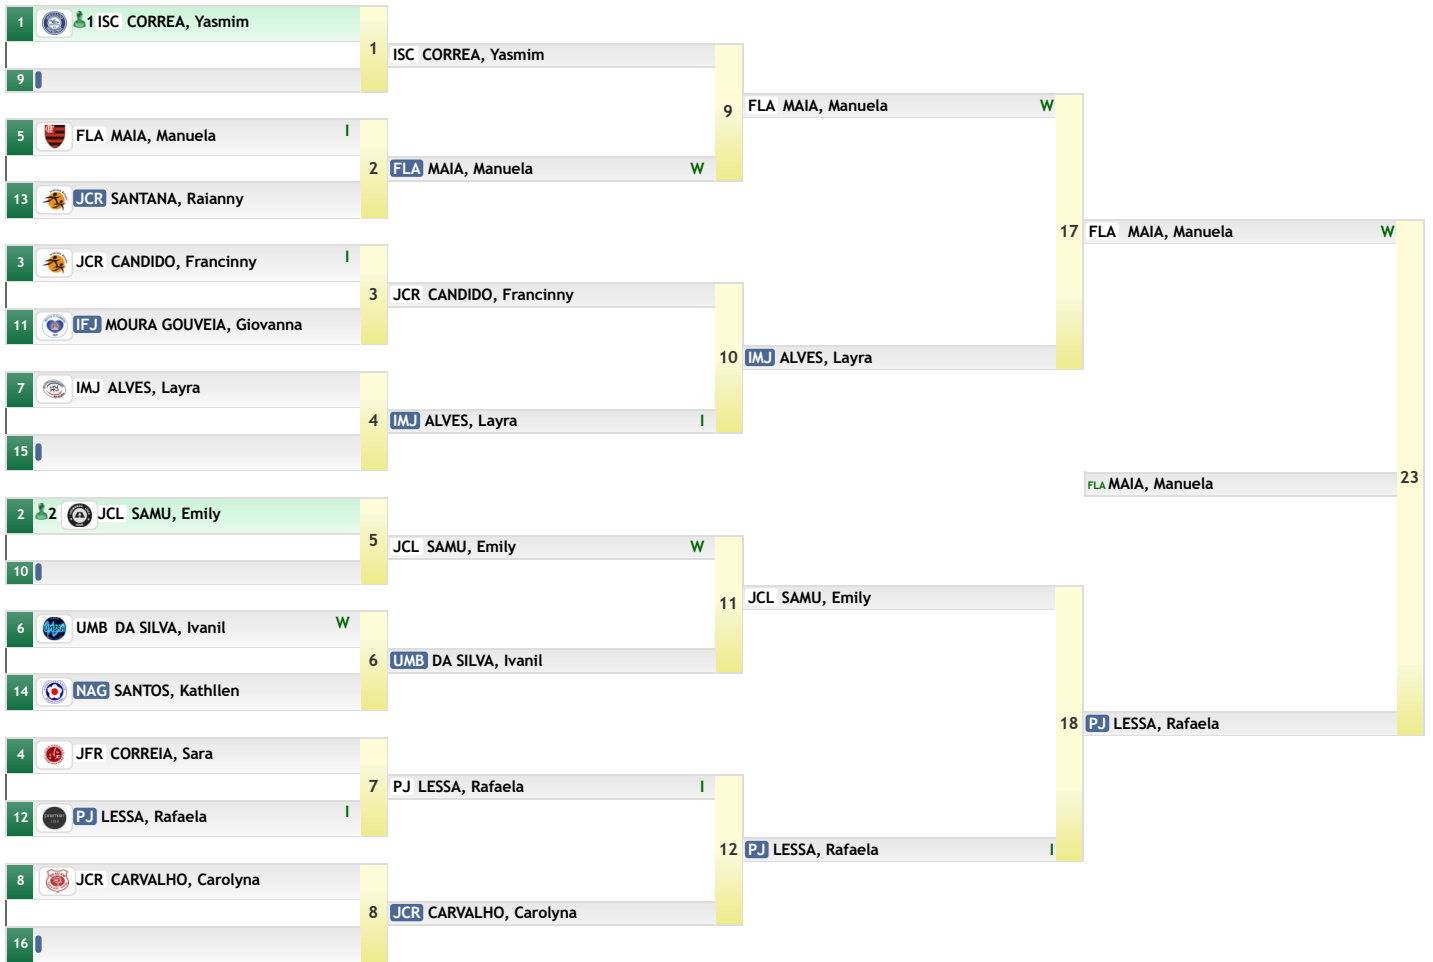 1 1 ISC CORREA, Yasmim
9
1
5 FLA MAIA, Manuela I
13 JCR SANTANA, Raianny
2
3 JCR CANDIDO, Francinny I
11 IFJ MOURA GOUVEIA, Giovanna
3
7 IMJ ALVES, Layra
15
4
2 2 JCL SAMU, Emily
10
5
6 UMB DA SILVA, Ivanil W
14 NAG SANTOS, Kathllen
6
4 JFR CORREIA, Sara
12 PJ LESSA, Rafaela I
7
8 JCR CARVALHO, Carolyna
16
8
ISC CORREA, Yasmim
FLA MAIA, Manuela W
9
JCR CANDIDO, Francinny
IMJ ALVES, Layra I
10
JCL SAMU, Emily W
UMB DA SILVA, Ivanil
11
PJ LESSA, Rafaela I
JCR CARVALHO, Carolyna
12
FLA MAIA, Manuela W
IMJ ALVES, Layra
17
JCL SAMU, Emily
PJ LESSA, Rafaela I
18
FLA MAIA, Manuela W
PJ LESSA, Rafaela
23
FLA MAIA, Manuela